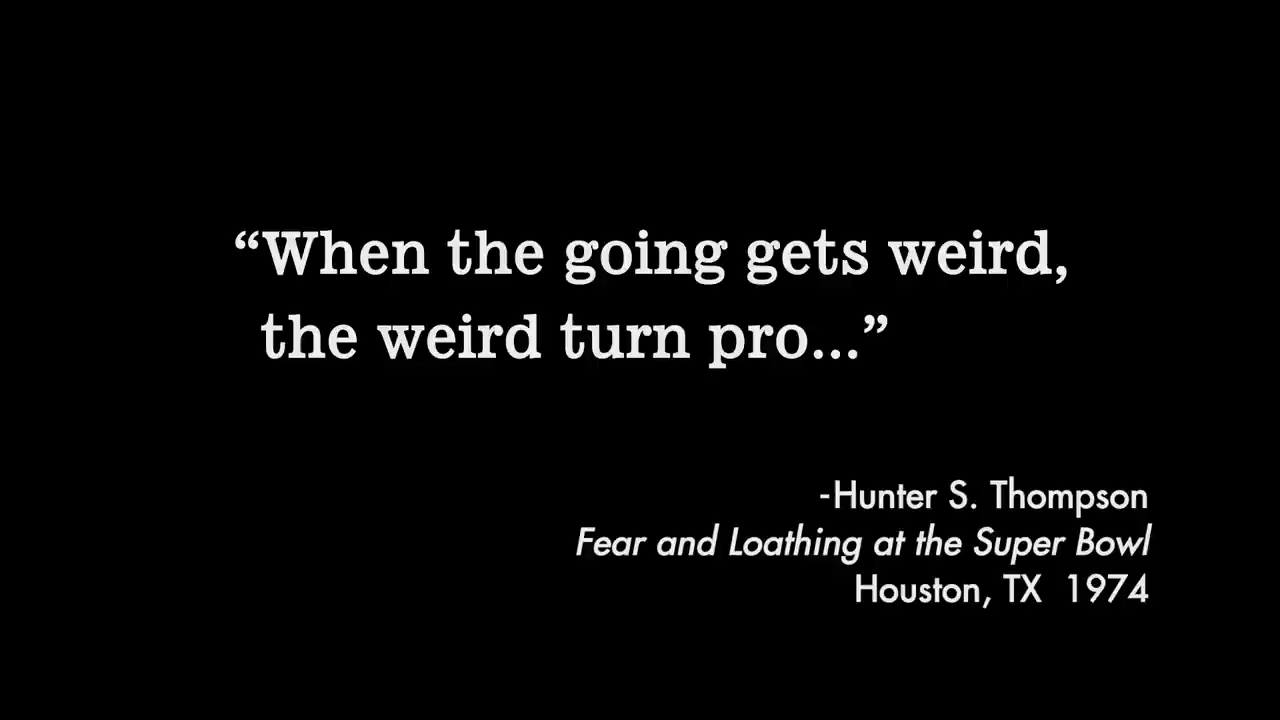 “When the going gets weird,
the weird turn pro...”
-Hunter S. Thompson
Fear and Loathing at the Super Bowl
Houston, TX 1974